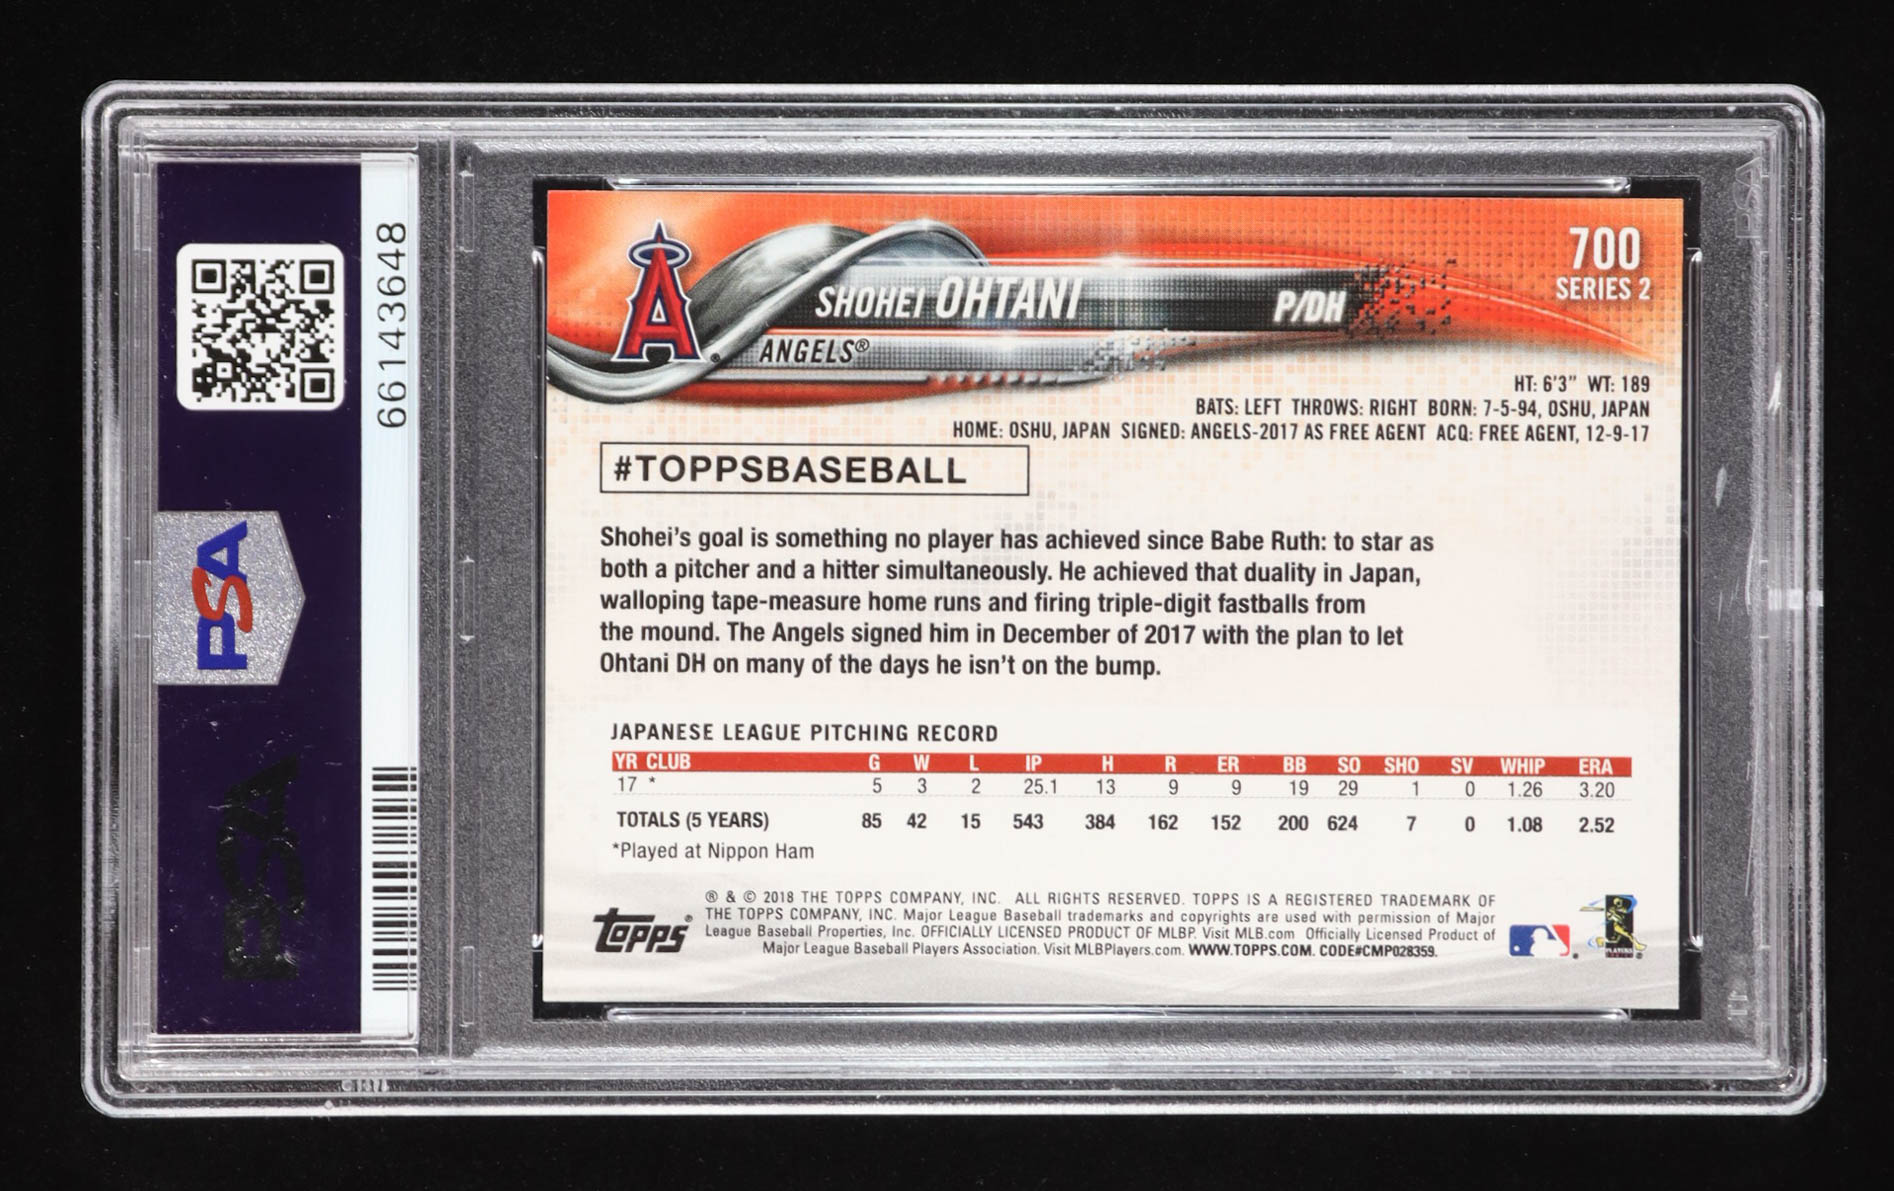 66143648
PSA
PSA
700
SERIES 2
A
SHOHEI OHTANI P/DH
ANGELS®
HT: 6'3" WT: 189
BATS: LEFT THROWS: RIGHT BORN: 7-5-94, OSHU, JAPAN
HOME: OSHU, JAPAN SIGNED: ANGELS-2017 AS FREE AGENT ACQ: FREE AGENT, 12-9-17
#TOPPSBASEBALL
Shohei's goal is something no player has achieved since Babe Ruth: to star as
both a pitcher and a hitter simultaneously. He achieved that duality in Japan,
walloping tape-measure home runs and firing triple-digit fastballs from
the mound. The Angels signed him in December of 2017 with the plan to let
Ohtani DH on many of the days he isn't on the bump.
JAPANESE LEAGUE PITCHING RECORD
YR CLUB G W L IP H R ER BB SO SHO SV WHIP ERA
17 * 5 3 2 25.1 13 9 9 19 29 1 0 1.26 3.20
TOTALS (5 YEARS) 85 42 15 543 384 162 152 200 624 7 0 1.08 2.52
*Played at Nippon Ham
® & © 2018 THE TOPPS COMPANY, INC. ALL RIGHTS RESERVED. TOPPS IS A REGISTERED TRADEMARK OF
THE TOPPS COMPANY, INC. Major League Baseball trademarks and copyrights are used with permission of Major
League Baseball Properties, Inc. OFFICIALLY LICENSED PRODUCT OF MLBP. Visit MLB.com Officially Licensed Product of
Major League Baseball Players Association. Visit MLBPlayers.com. WWW.TOPPS.COM. CODE#CMP028359.
Topps®